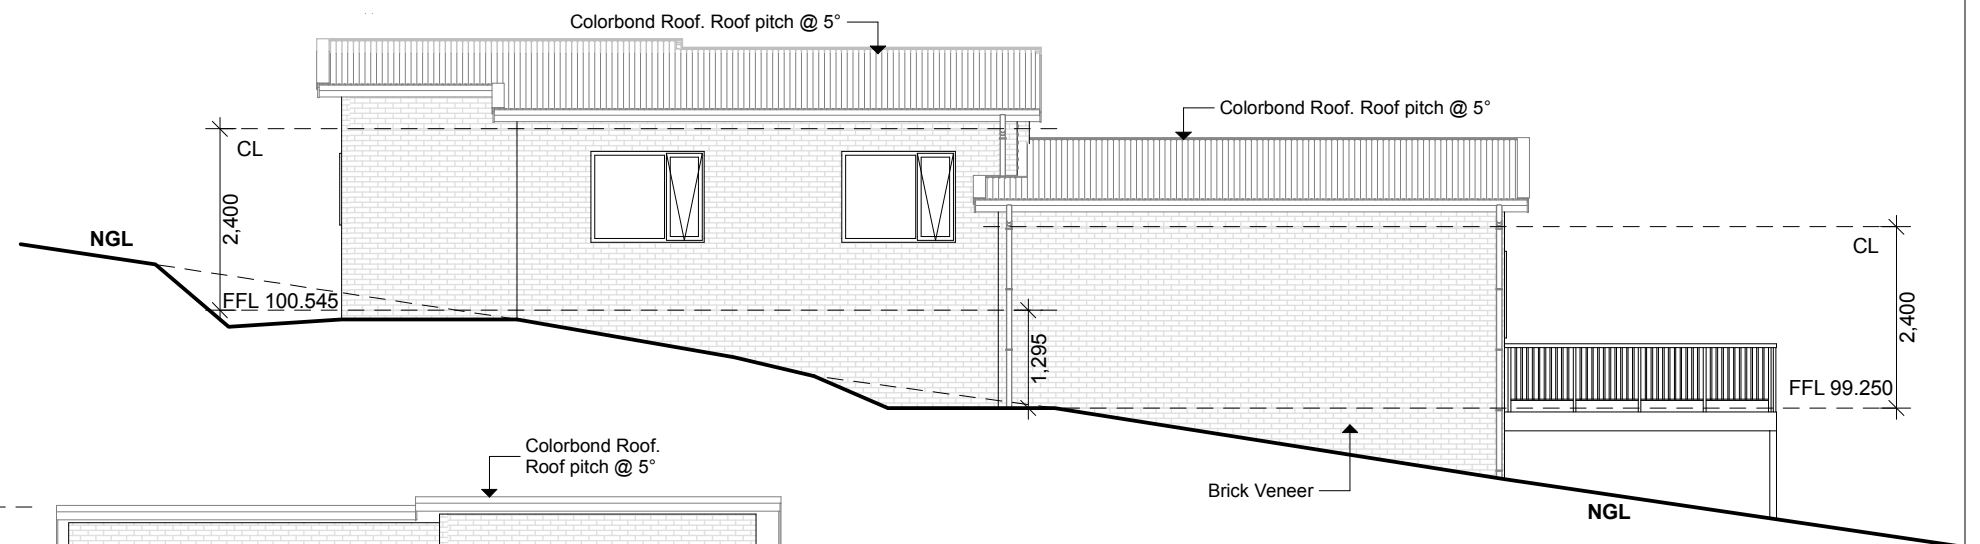 Colorbond Roof. Roof pitch @ 5°
Colorbond Roof. Roof pitch @ 5°
CL
2,400
NGL
FFL 100.545
CL
2,400
1,295
FFL 99.250
Colorbond Roof.
Roof pitch @ 5°
Brick Veneer
NGL